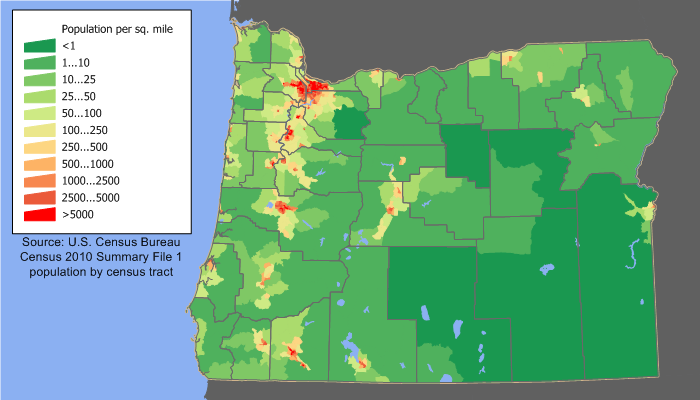 Population per sq. mile
<1
1...10
10...25
25...50
50...100
100...250
250...500
500...1000
1000...2500
2500...5000
>5000
Source: U.S. Census Bureau
Census 2010 Summary File 1
population by census tract